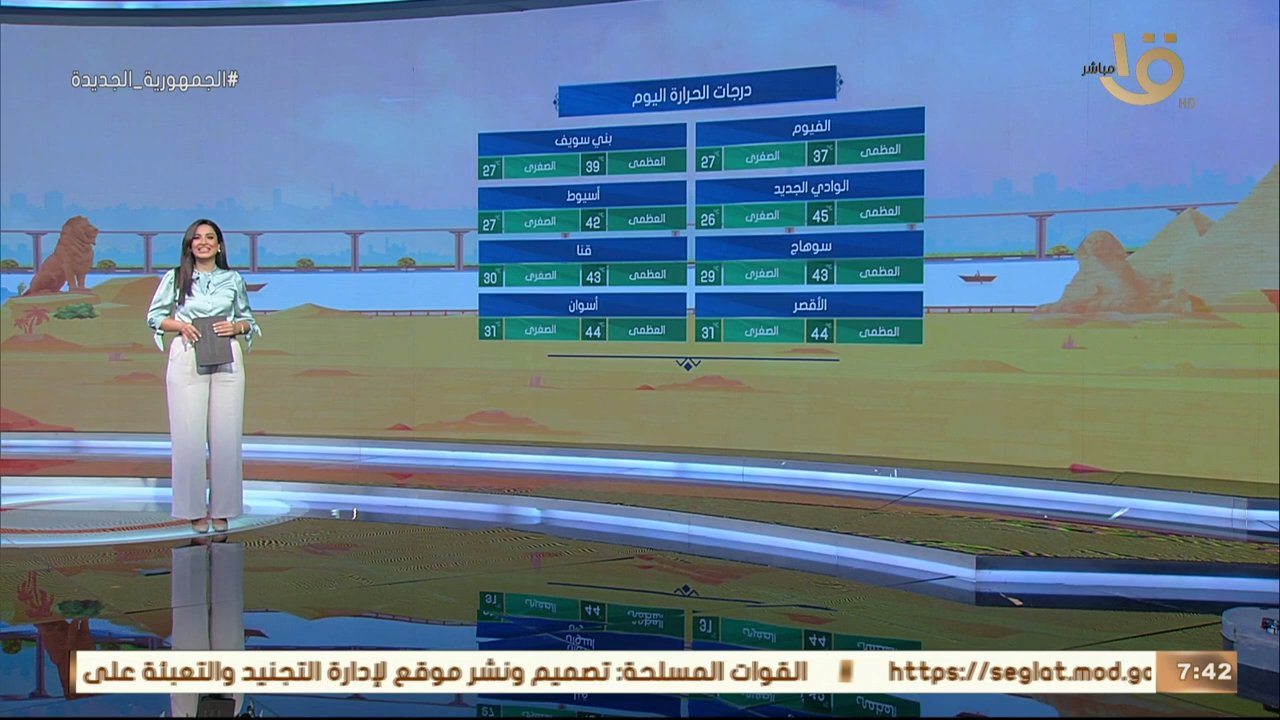 #الجمهورية_الجديدة
مباشر
HD
درجات الحرارة اليوم
الفيوم
العظمى 37 الصغرى 27
بني سويف
العظمى 39 الصغرى 27
الوادي الجديد
العظمى 45 الصغرى 26
أسيوط
العظمى 42 الصغرى 27
سوهاج
العظمى 43 الصغرى 29
قنا
العظمى 43 الصغرى 30
الأقصر
العظمى 44 الصغرى 31
أسوان
العظمى 44 الصغرى 31
https://seglat.mod.go
القوات المسلحة: تصميم ونشر موقع لإدارة التجنيد والتعبئة على
7:42